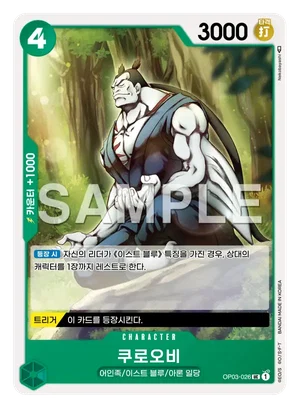 4
3000
타격
打
카운터 +1000
SAMPLE
등장 시 자신의 리더가 《이스트 블루》 특징을 가진 경우, 상대의
캐릭터를 1장까지 레스트로 한다.
트리거 이 카드를 등장시킨다.
CHARACTER
쿠로오비
어인족/이스트 블루/아론 일당
OP03-026 UC 1